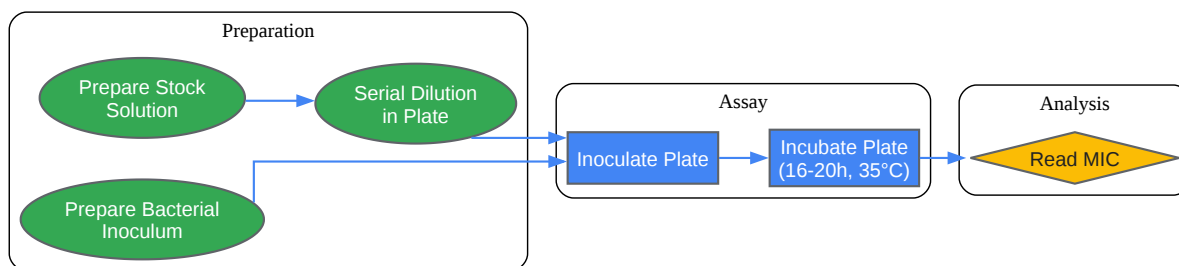 Preparation
Prepare Stock
Solution
Serial Dilution
in Plate
Prepare Bacterial
Inoculum
Assay
Inoculate Plate
Incubate Plate
(16-20h, 35°C)
Analysis
Read MIC